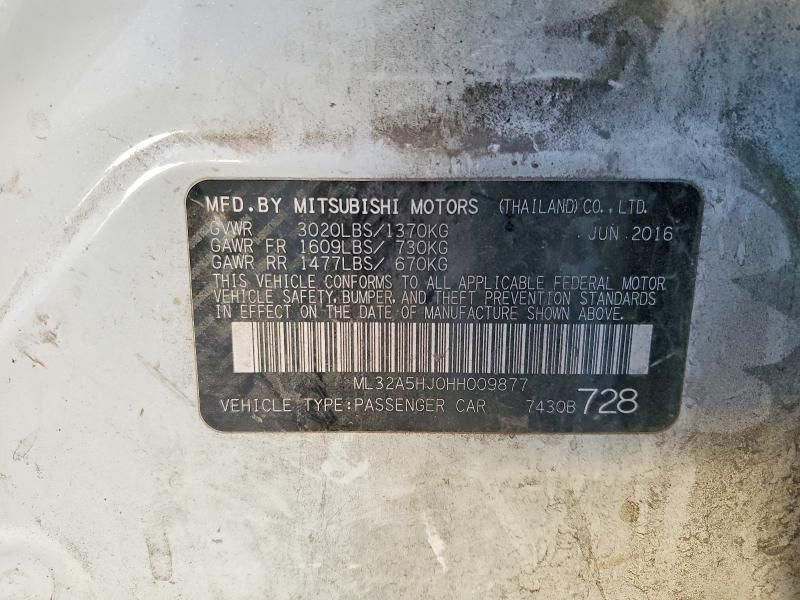 MFD.BY MITSUBISHI MOTORS (THAILAND) CO., LTD.
GVWR 3020LBS/1370KG JUN 2016
GAWR FR 1609LBS/ 730KG
GAWR RR 1477LBS/ 670KG
THIS VEHICLE CONFORMS TO ALL APPLICABLE FEDERAL MOTOR
VEHICLE SAFETY, BUMPER, AND THEFT PREVENTION STANDARDS
IN EFFECT ON THE DATE OF MANUFACTURE SHOWN ABOVE.
ML32A5HJ0HH009877
VEHICLE TYPE:PASSENGER CAR 7430B 728